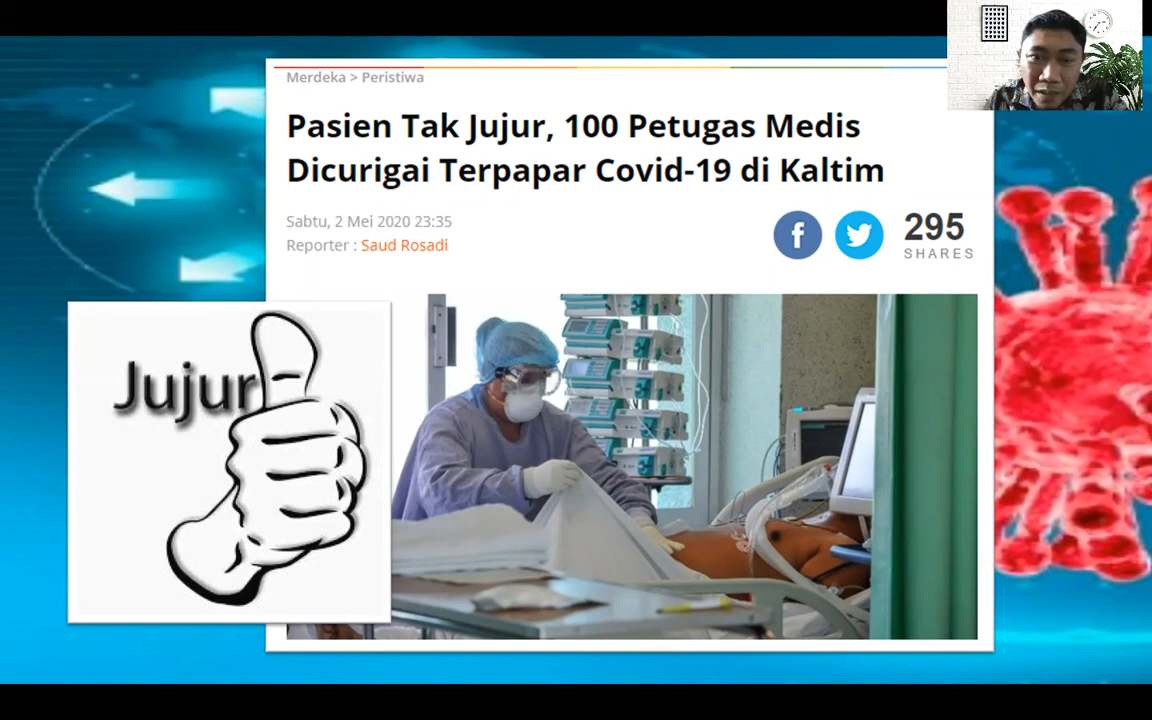 Merdeka > Peristiwa
Pasien Tak Jujur, 100 Petugas Medis
Dicurigai Terpapar Covid-19 di Kaltim
Sabtu, 2 Mei 2020 23:35
Reporter : Saud Rosadi
295
SHARES
Jujur